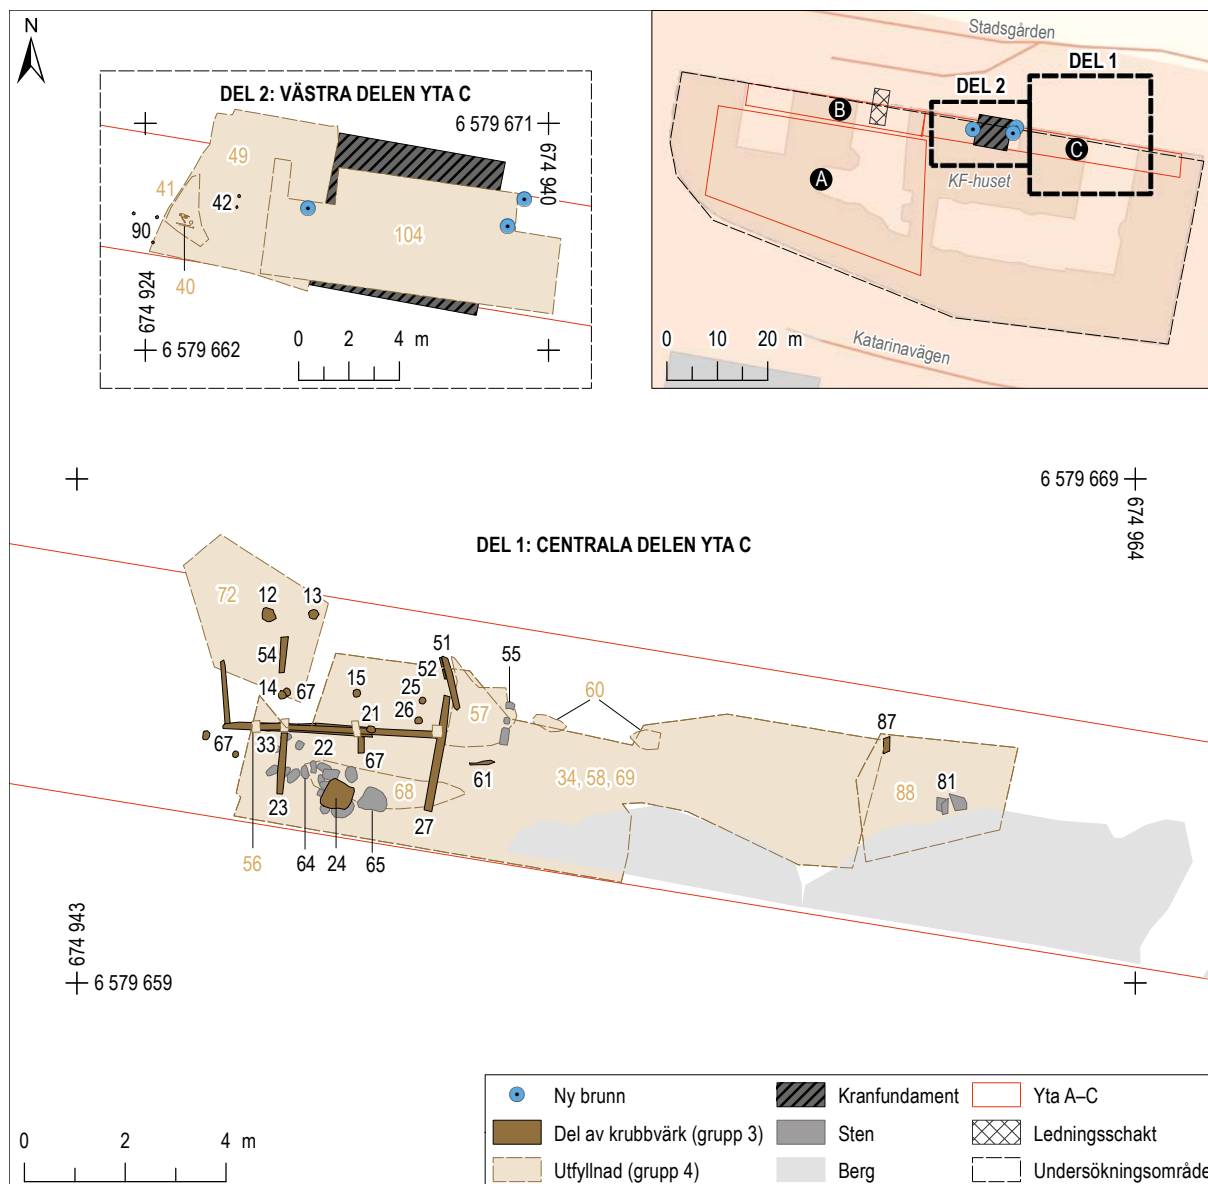 N
DEL 2: VÄSTRA DELEN YTA C
6 579 671
674 940
49
41
42
90
40
104
674 924
6 579 662
0 2 4 m
Stadsgården
DEL 1
DEL 2
B
C
A
KF-huset
Katarinavägen
0 10 20 m
6 579 669
674 964
DEL 1: CENTRALA DELEN YTA C
72
12
13
54
51
52
55
14
67
15
25
26
60
57
21
87
67
33
22
67
61
34, 58, 69
81
68
88
23
27
56
64
24
65
674 943
6 579 659
0 2 4 m
Ny brunn
Kranfundament
Yta A–C
Del av krubbvärk (grupp 3)
Sten
Ledningsschakt
Utfyllnad (grupp 4)
Berg
Undersökningsområde